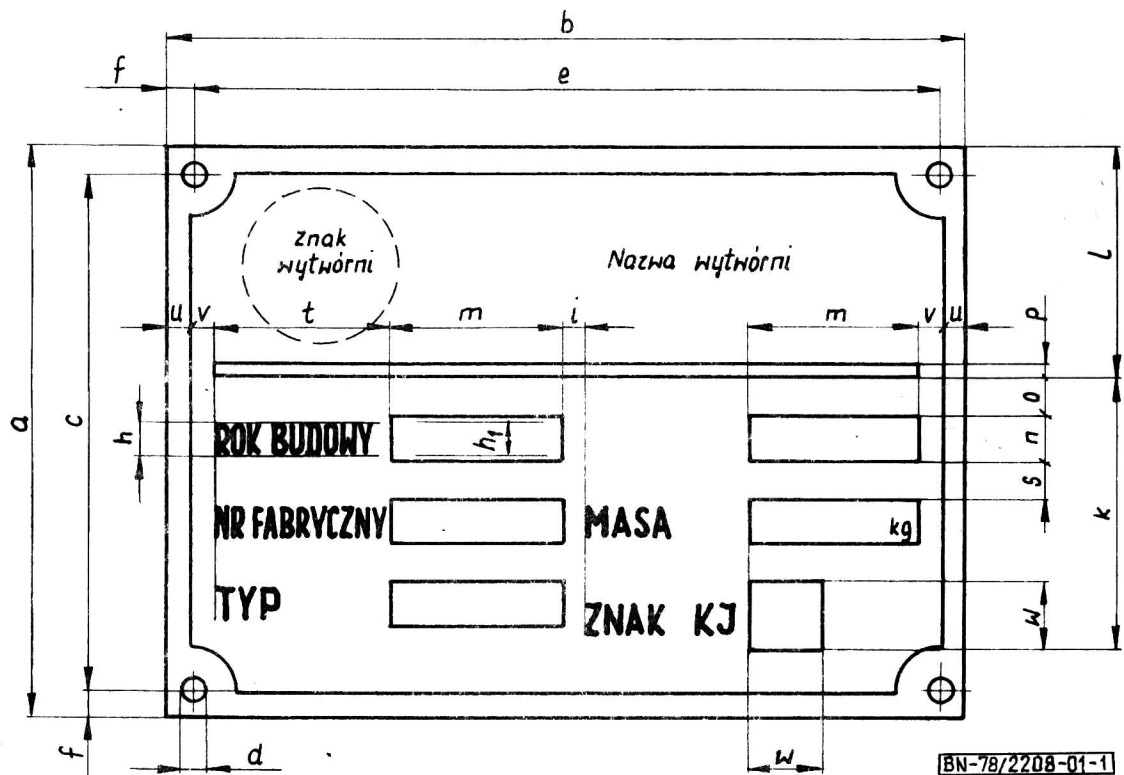 b
f
e
znak
wytwórni
Nazwa wytwórni
l
u
v
t
m
i
m
v
u
p
a
c
h
ROK BUDOWY
h₁
o
n
s
k
NR FABRYCZNY
MASA
kg
TYP
ZNAK KJ
w
f
d
w
BN-78/2208-01-1